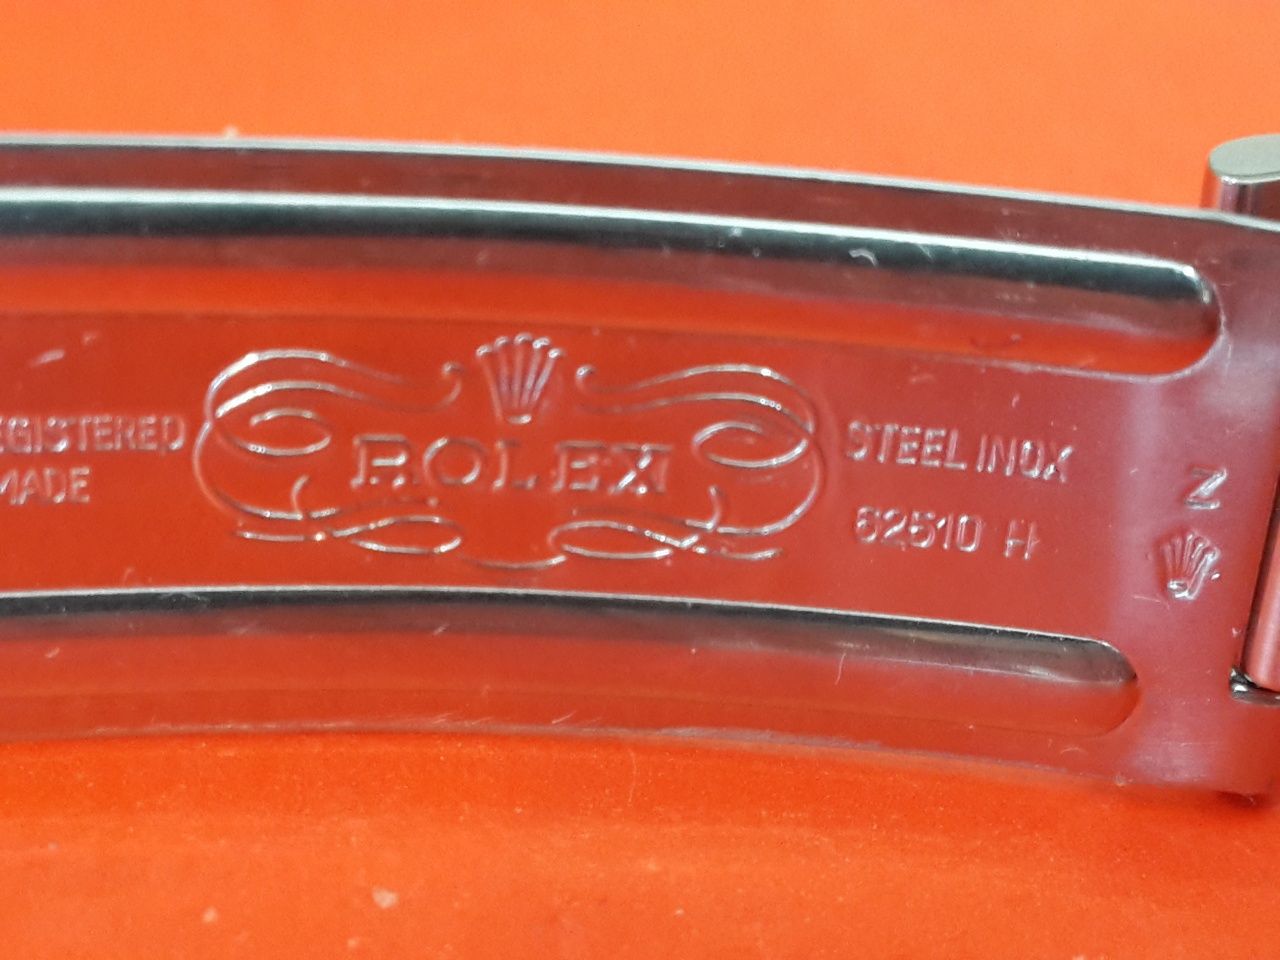 EGISTERED
MADE
ROLEX
STEEL INOX
62510 H
Z